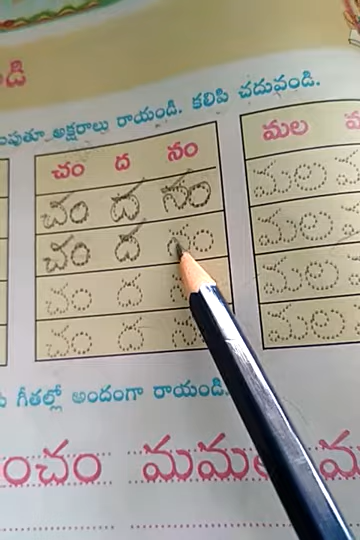 డి
అక్షరాలు రాయండి. కలిపి చదువండి.
చం ద నం
చం ద నం
చం ద నం
చం ద
చం ద
మల
మల
మల
మల
మల
గీతల్లో అందంగా రాయండి.
చం మమ